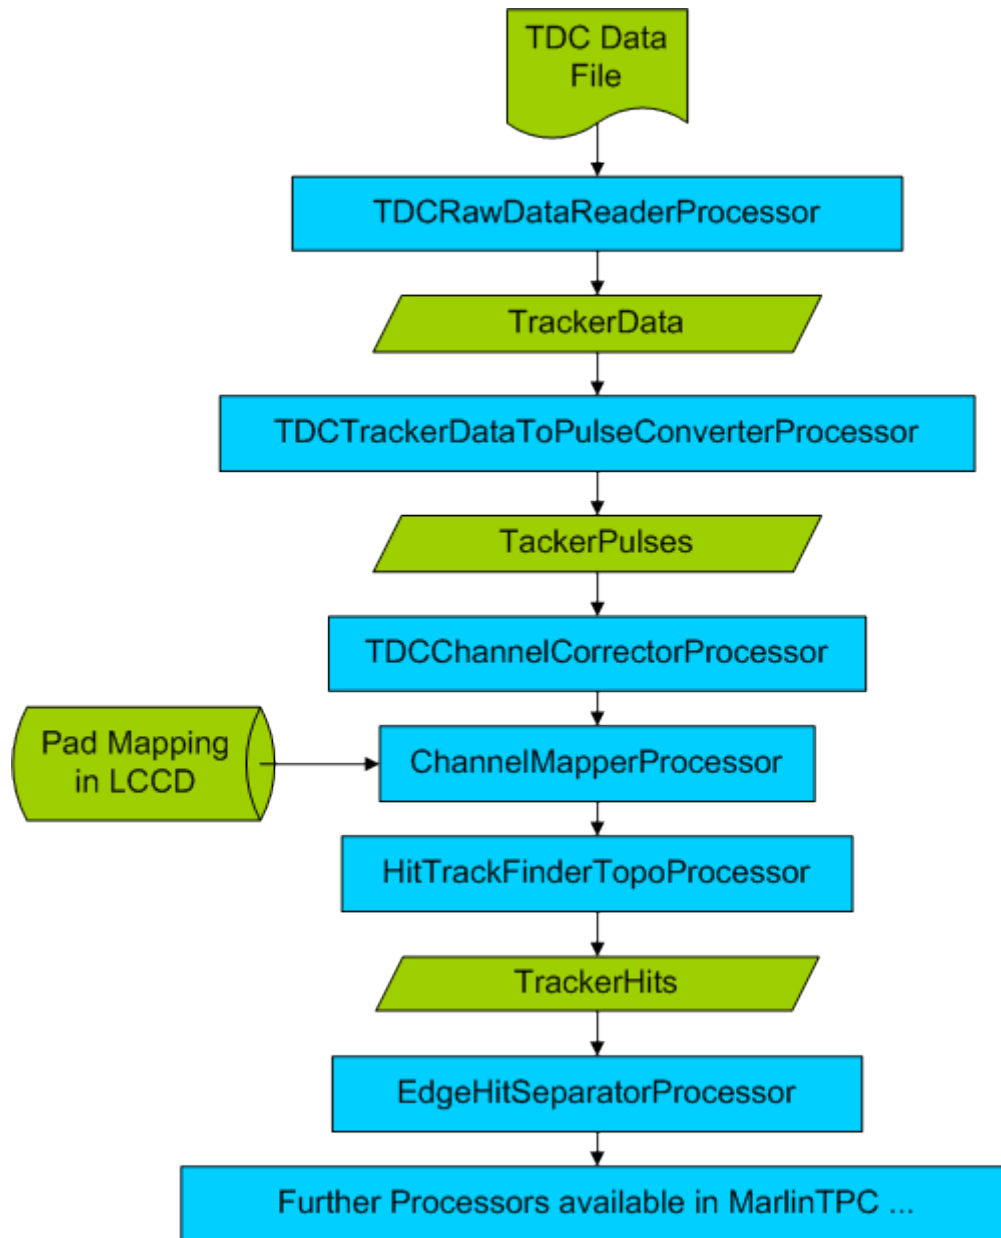 TDC Data
File
TDCRawDataReaderProcessor
TrackerData
TDCTrackerDataToPulseConverterProcessor
TackerPulses
TDCChannelCorrectorProcessor
Pad Mapping
in LCCD
ChannelMapperProcessor
HitTrackFinderTopoProcessor
TrackerHits
EdgeHitSeparatorProcessor
Further Processors available in MarlinTPC ...